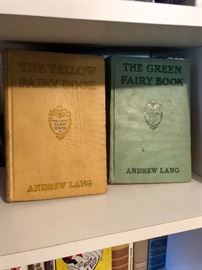 THE YELLOW
FAIRY BOOK
ANDREW LANG
THE GREEN
FAIRY BOOK
ANDREW LANG